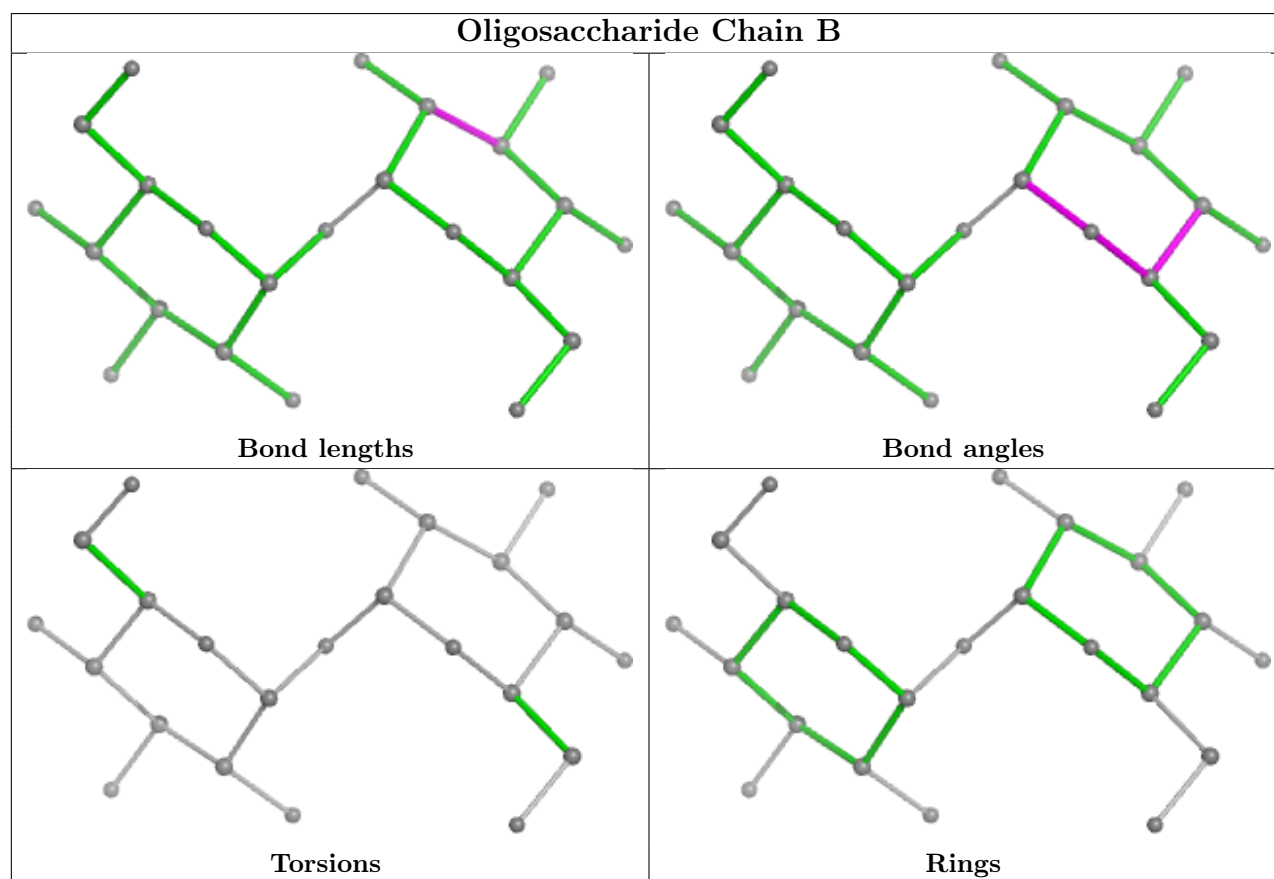 Oligosaccharide Chain B
Bond lengths
Bond angles
Torsions
Rings